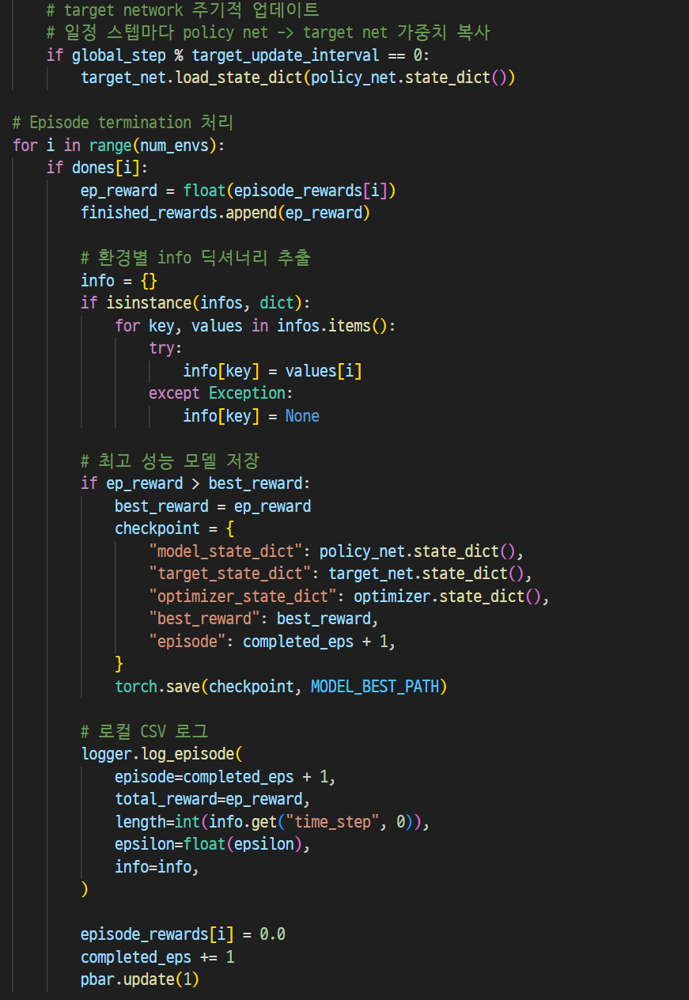 # target network 주기적 업데이트
# 일정 스텝마다 policy net -> target net 가중치 복사
if global_step % target_update_interval == 0:
target_net.load_state_dict(policy_net.state_dict())
# Episode termination 처리
for i in range(num_envs):
if dones[i]:
ep_reward = float(episode_rewards[i])
finished_rewards.append(ep_reward)
# 환경별 info 딕셔너리 추출
info = {}
if isinstance(infos, dict):
for key, values in infos.items():
try:
info[key] = values[i]
except Exception:
info[key] = None
# 최고 성능 모델 저장
if ep_reward > best_reward:
best_reward = ep_reward
checkpoint = {
"model_state_dict": policy_net.state_dict(),
"target_state_dict": target_net.state_dict(),
"optimizer_state_dict": optimizer.state_dict(),
"best_reward": best_reward,
"episode": completed_eps + 1,
}
torch.save(checkpoint, MODEL_BEST_PATH)
# 로컬 CSV 로그
logger.log_episode(
episode=completed_eps + 1,
total_reward=ep_reward,
length=int(info.get("time_step", 0)),
epsilon=float(epsilon),
info=info,
)
episode_rewards[i] = 0.0
completed_eps += 1
pbar.update(1)